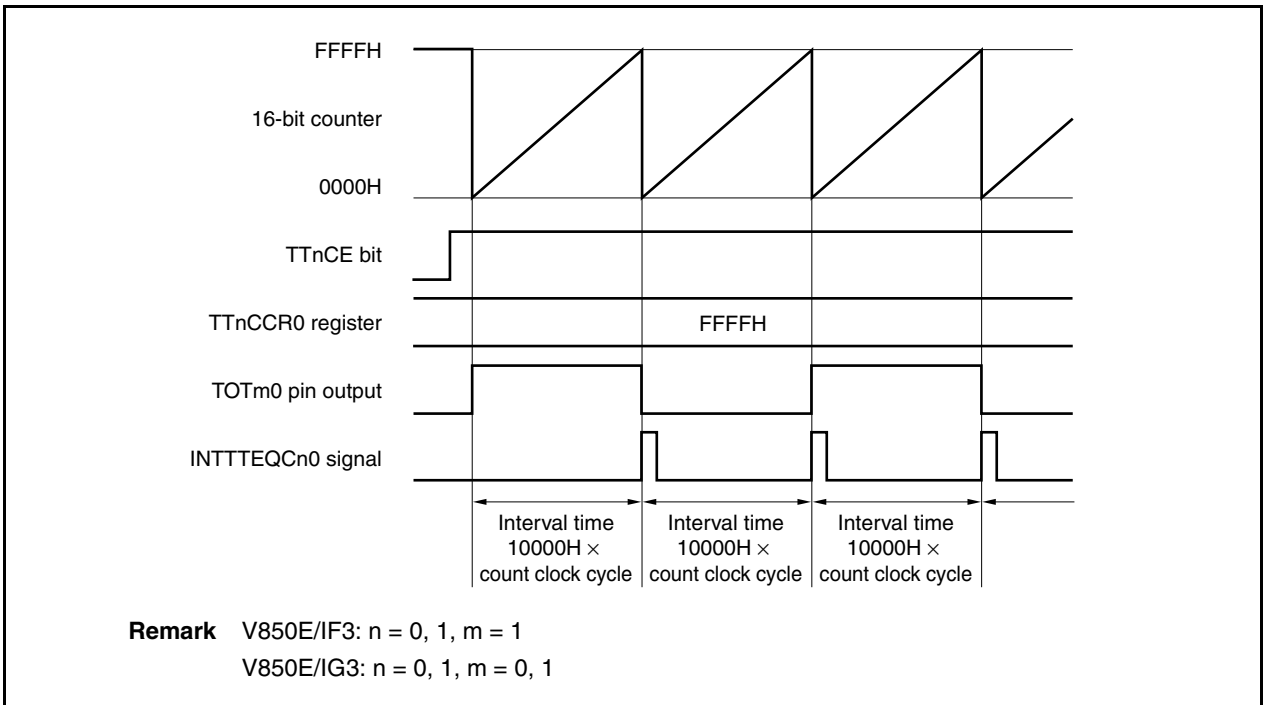 FFFFH
16-bit counter
0000H
TTnCE bit
TTnCCR0 register
FFFFH
TOTm0 pin output
INTTTEQCn0 signal
Interval time
10000H ×
count clock cycle
Interval time
10000H ×
count clock cycle
Interval time
10000H ×
count clock cycle
Remark V850E/IF3: n = 0, 1, m = 1
V850E/IG3: n = 0, 1, m = 0, 1